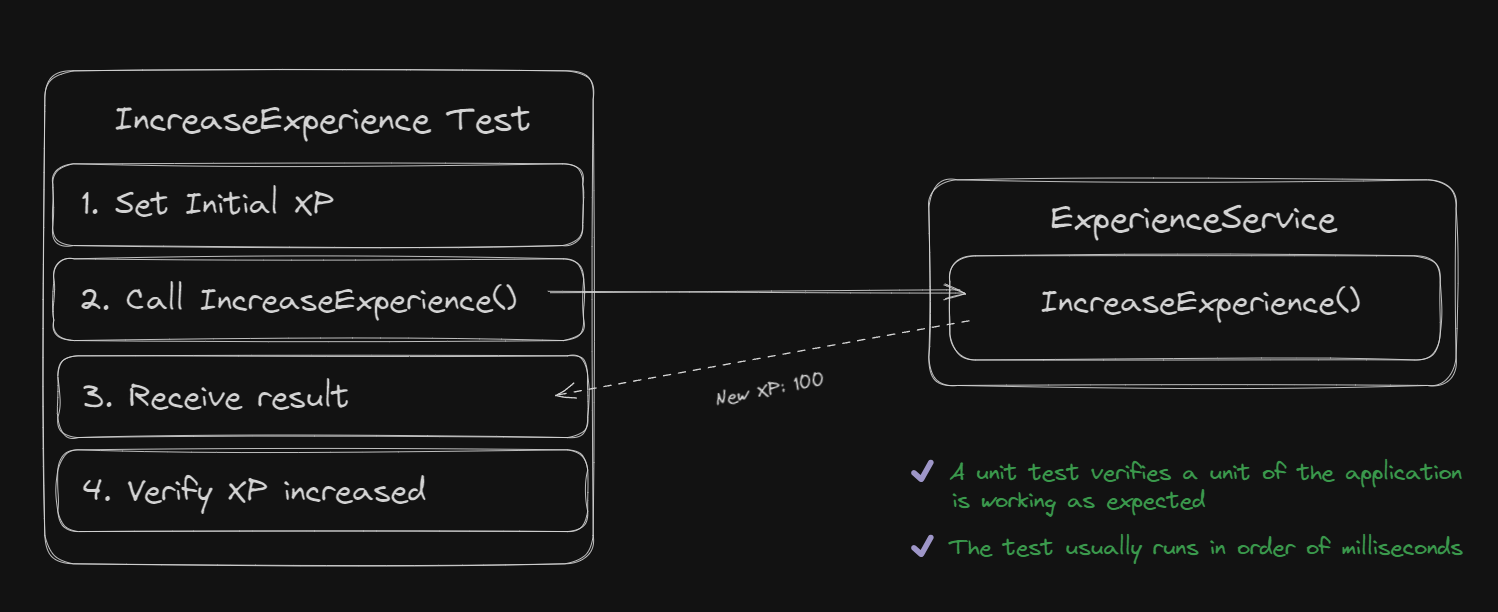 IncreaseExperience Test
1. Set Initial XP
2. Call IncreaseExperience()
3. Receive result
4. Verify XP increased
ExperienceService
IncreaseExperience()
New XP: 100
A unit test verifies a unit of the application
is working as expected
The test usually runs in order of milliseconds